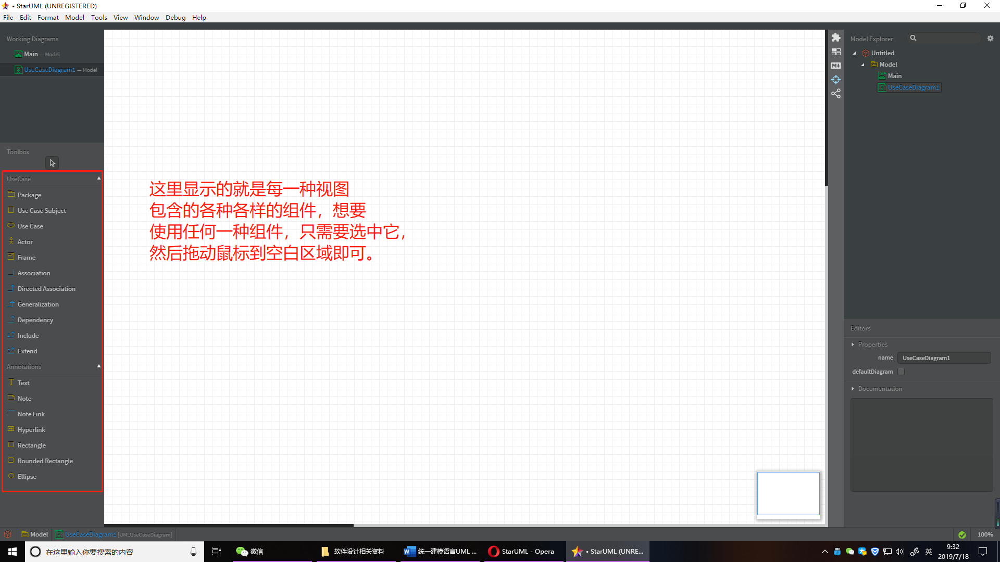 • StarUML (UNREGISTERED)
File Edit Format Model Tools View Window Debug Help
Working Diagrams
Main — Model
UseCaseDiagram1 — Model
Toolbox
UseCase
Package
Use Case Subject
Use Case
Actor
Frame
Association
Directed Association
Generalization
Dependency
Include
Extend
Annotations
Text
Note
Note Link
Hyperlink
Rectangle
Rounded Rectangle
Ellipse
这里显示的就是每一种视图
包含的各种各样的组件，想要
使用任何一种组件，只需要选中它，
然后拖动鼠标到空白区域即可。
Model Explorer
Untitled
Model
Main
UseCaseDiagram1
Editors
Properties
name UseCaseDiagram1
defaultDiagram
Documentation
Model UseCaseDiagram1 [UMLUseCaseDiagram] 100%
在这里输入你要搜索的内容 微信 软件设计相关资料 统一建模语言UML ... StarUML - Opera • StarUML (UNRE... 英 9:32
2019/7/18